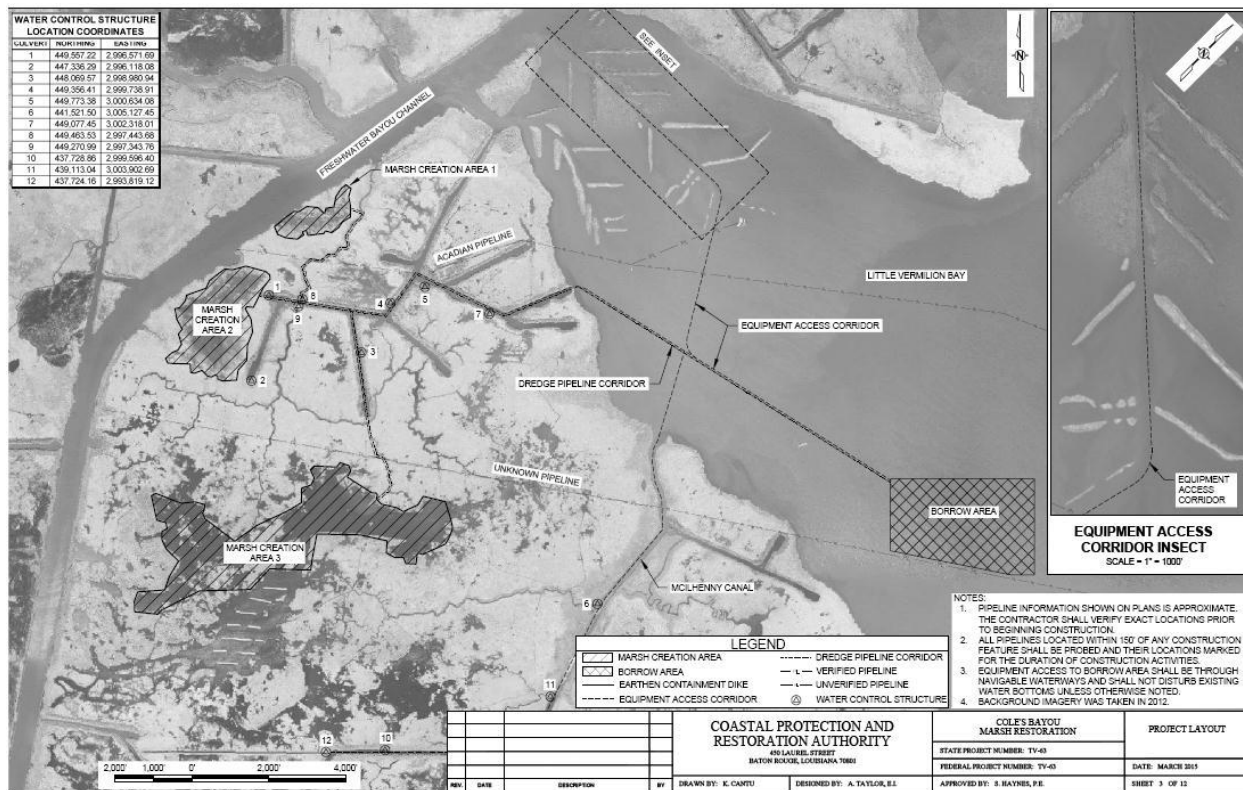 WATER CONTROL STRUCTURE
LOCATION COORDINATES
CULVERT NORTHING EASTING
1 449,557.22 2,996,571.69
2 447,336.29 2,996,118.08
3 448,069.57 2,998,980.94
4 449,356.41 2,999,738.91
5 449,773.38 3,000,634.08
6 441,521.50 3,005,127.45
7 449,077.45 3,002,318.01
8 449,463.53 2,997,443.68
9 449,270.99 2,997,343.76
10 437,728.86 2,999,596.40
11 439,113.04 3,003,902.69
12 437,724.16 2,993,819.12
SEE INSET
N
N
FRESHWATER BAYOU CHANNEL
MARSH CREATION AREA 1
ACADIAN PIPELINE
LITTLE VERMILION BAY
MARSH
CREATION
AREA 2
1
8
9
4
5
7
3
2
EQUIPMENT ACCESS CORRIDOR
DREDGE PIPELINE CORRIDOR
UNKNOWN PIPELINE
BORROW AREA
MARSH CREATION
AREA 3
MCILHENNY CANAL
6
11
12
10
EQUIPMENT
ACCESS
CORRIDOR
EQUIPMENT ACCESS
CORRIDOR INSECT
SCALE = 1" = 1000'
NOTES:
1. PIPELINE INFORMATION SHOWN ON PLANS IS APPROXIMATE.
THE CONTRACTOR SHALL VERIFY EXACT LOCATIONS PRIOR
TO BEGINNING CONSTRUCTION.
2. ALL PIPELINES LOCATED WITHIN 150' OF ANY CONSTRUCTION
FEATURE SHALL BE PROBED AND THEIR LOCATIONS MARKED
FOR THE DURATION OF CONSTRUCTION ACTIVITIES.
3. EQUIPMENT ACCESS TO BORROW AREA SHALL BE THROUGH
NAVIGABLE WATERWAYS AND SHALL NOT DISTURB EXISTING
WATER BOTTOMS UNLESS OTHERWISE NOTED.
4. BACKGROUND IMAGERY WAS TAKEN IN 2012.
LEGEND
MARSH CREATION AREA
BORROW AREA
EARTHEN CONTAINMENT DIKE
EQUIPMENT ACCESS CORRIDOR
DREDGE PIPELINE CORRIDOR
VERIFIED PIPELINE
UNVERIFIED PIPELINE
WATER CONTROL STRUCTURE
2,000' 1,000' 0 2,000' 4,000'
REV. DATE DESCRIPTION BY
COASTAL PROTECTION AND
RESTORATION AUTHORITY
450 LAUREL STREET
BATON ROUGE, LOUISIANA 70801
DRAWN BY: K. CANTU
DESIGNED BY: A. TAYLOR, E.I.
COLE'S BAYOU
MARSH RESTORATION
STATE PROJECT NUMBER: TV-63
FEDERAL PROJECT NUMBER: TV-63
APPROVED BY: S. HAYNES, P.E.
PROJECT LAYOUT
DATE: MARCH 2015
SHEET 3 OF 12